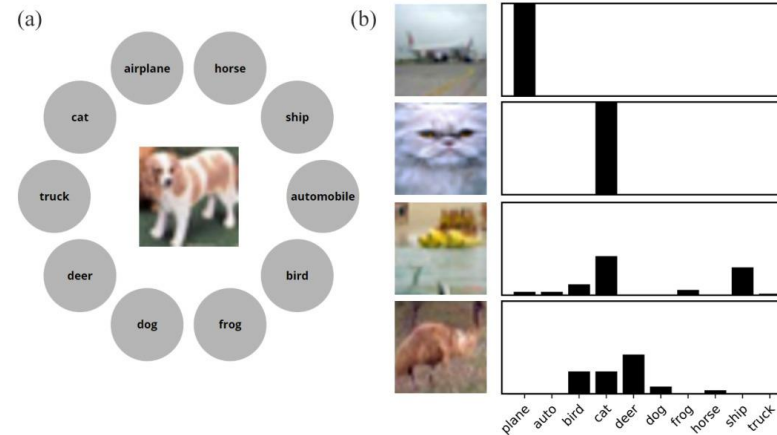 (a)
airplane
horse
cat
ship
truck
automobile
deer
bird
dog
frog
(b)
plane
auto
bird
cat
deer
dog
frog
horse
ship
truck